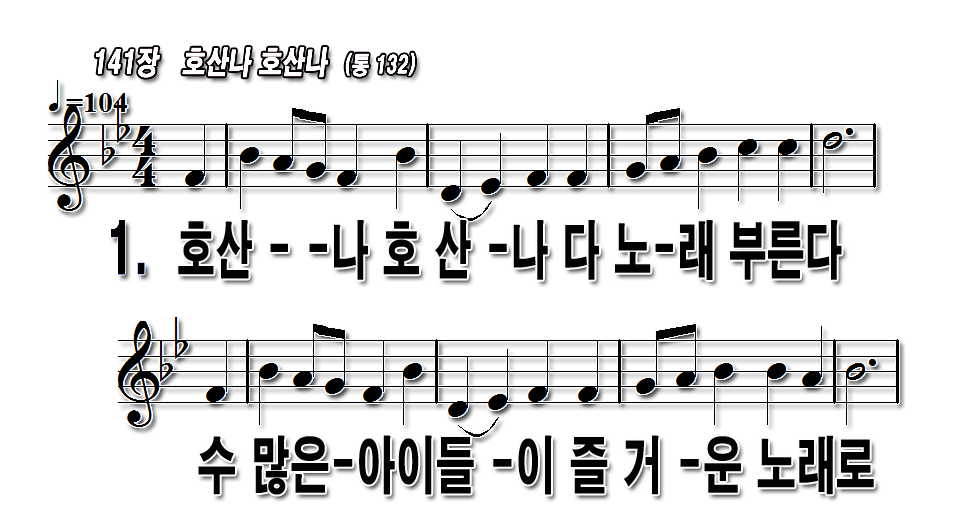 141장 호산나 호산나 (통 132)
♩=104
4
4
1. 호산 - -나 호 산 -나 다 노-래 부른다
수 많은-아이들 -이 즐 거 -운 노래로